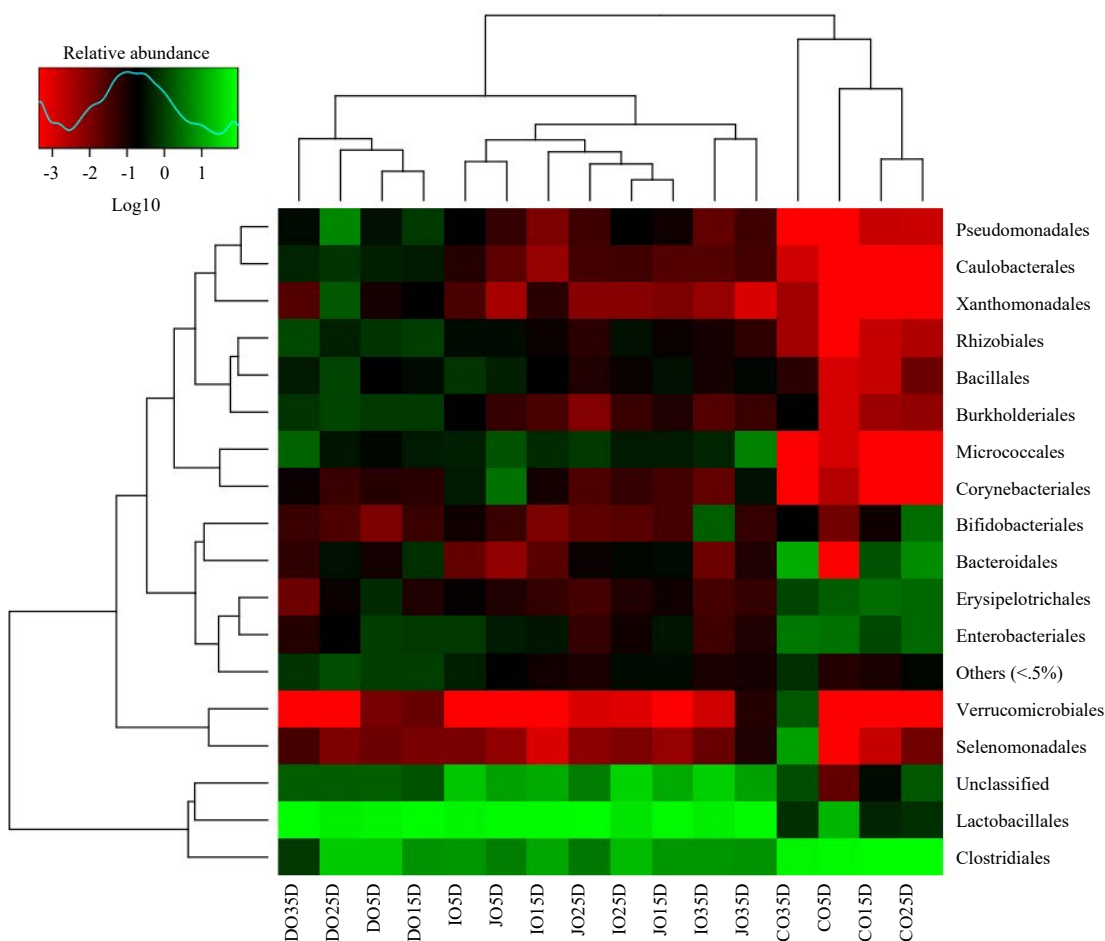 Relative abundance
-3 -2 -1 0 1
Log10
Pseudomonadales
Caulobacterales
Xanthomonadales
Rhizobiales
Bacillales
Burkholderiales
Micrococcales
Corynebacteriales
Bifidobacteriales
Bacteroidales
Erysipelotrichales
Enterobacteriales
Others (<.5%)
Verrucomicrobiales
Selenomonadales
Unclassified
Lactobacillales
Clostridiales
DO35D DO25D DO5D DO15D IO5D JO5D IO15D JO25D IO25D JO15D IO35D JO35D CO35D CO5D CO15D CO25D